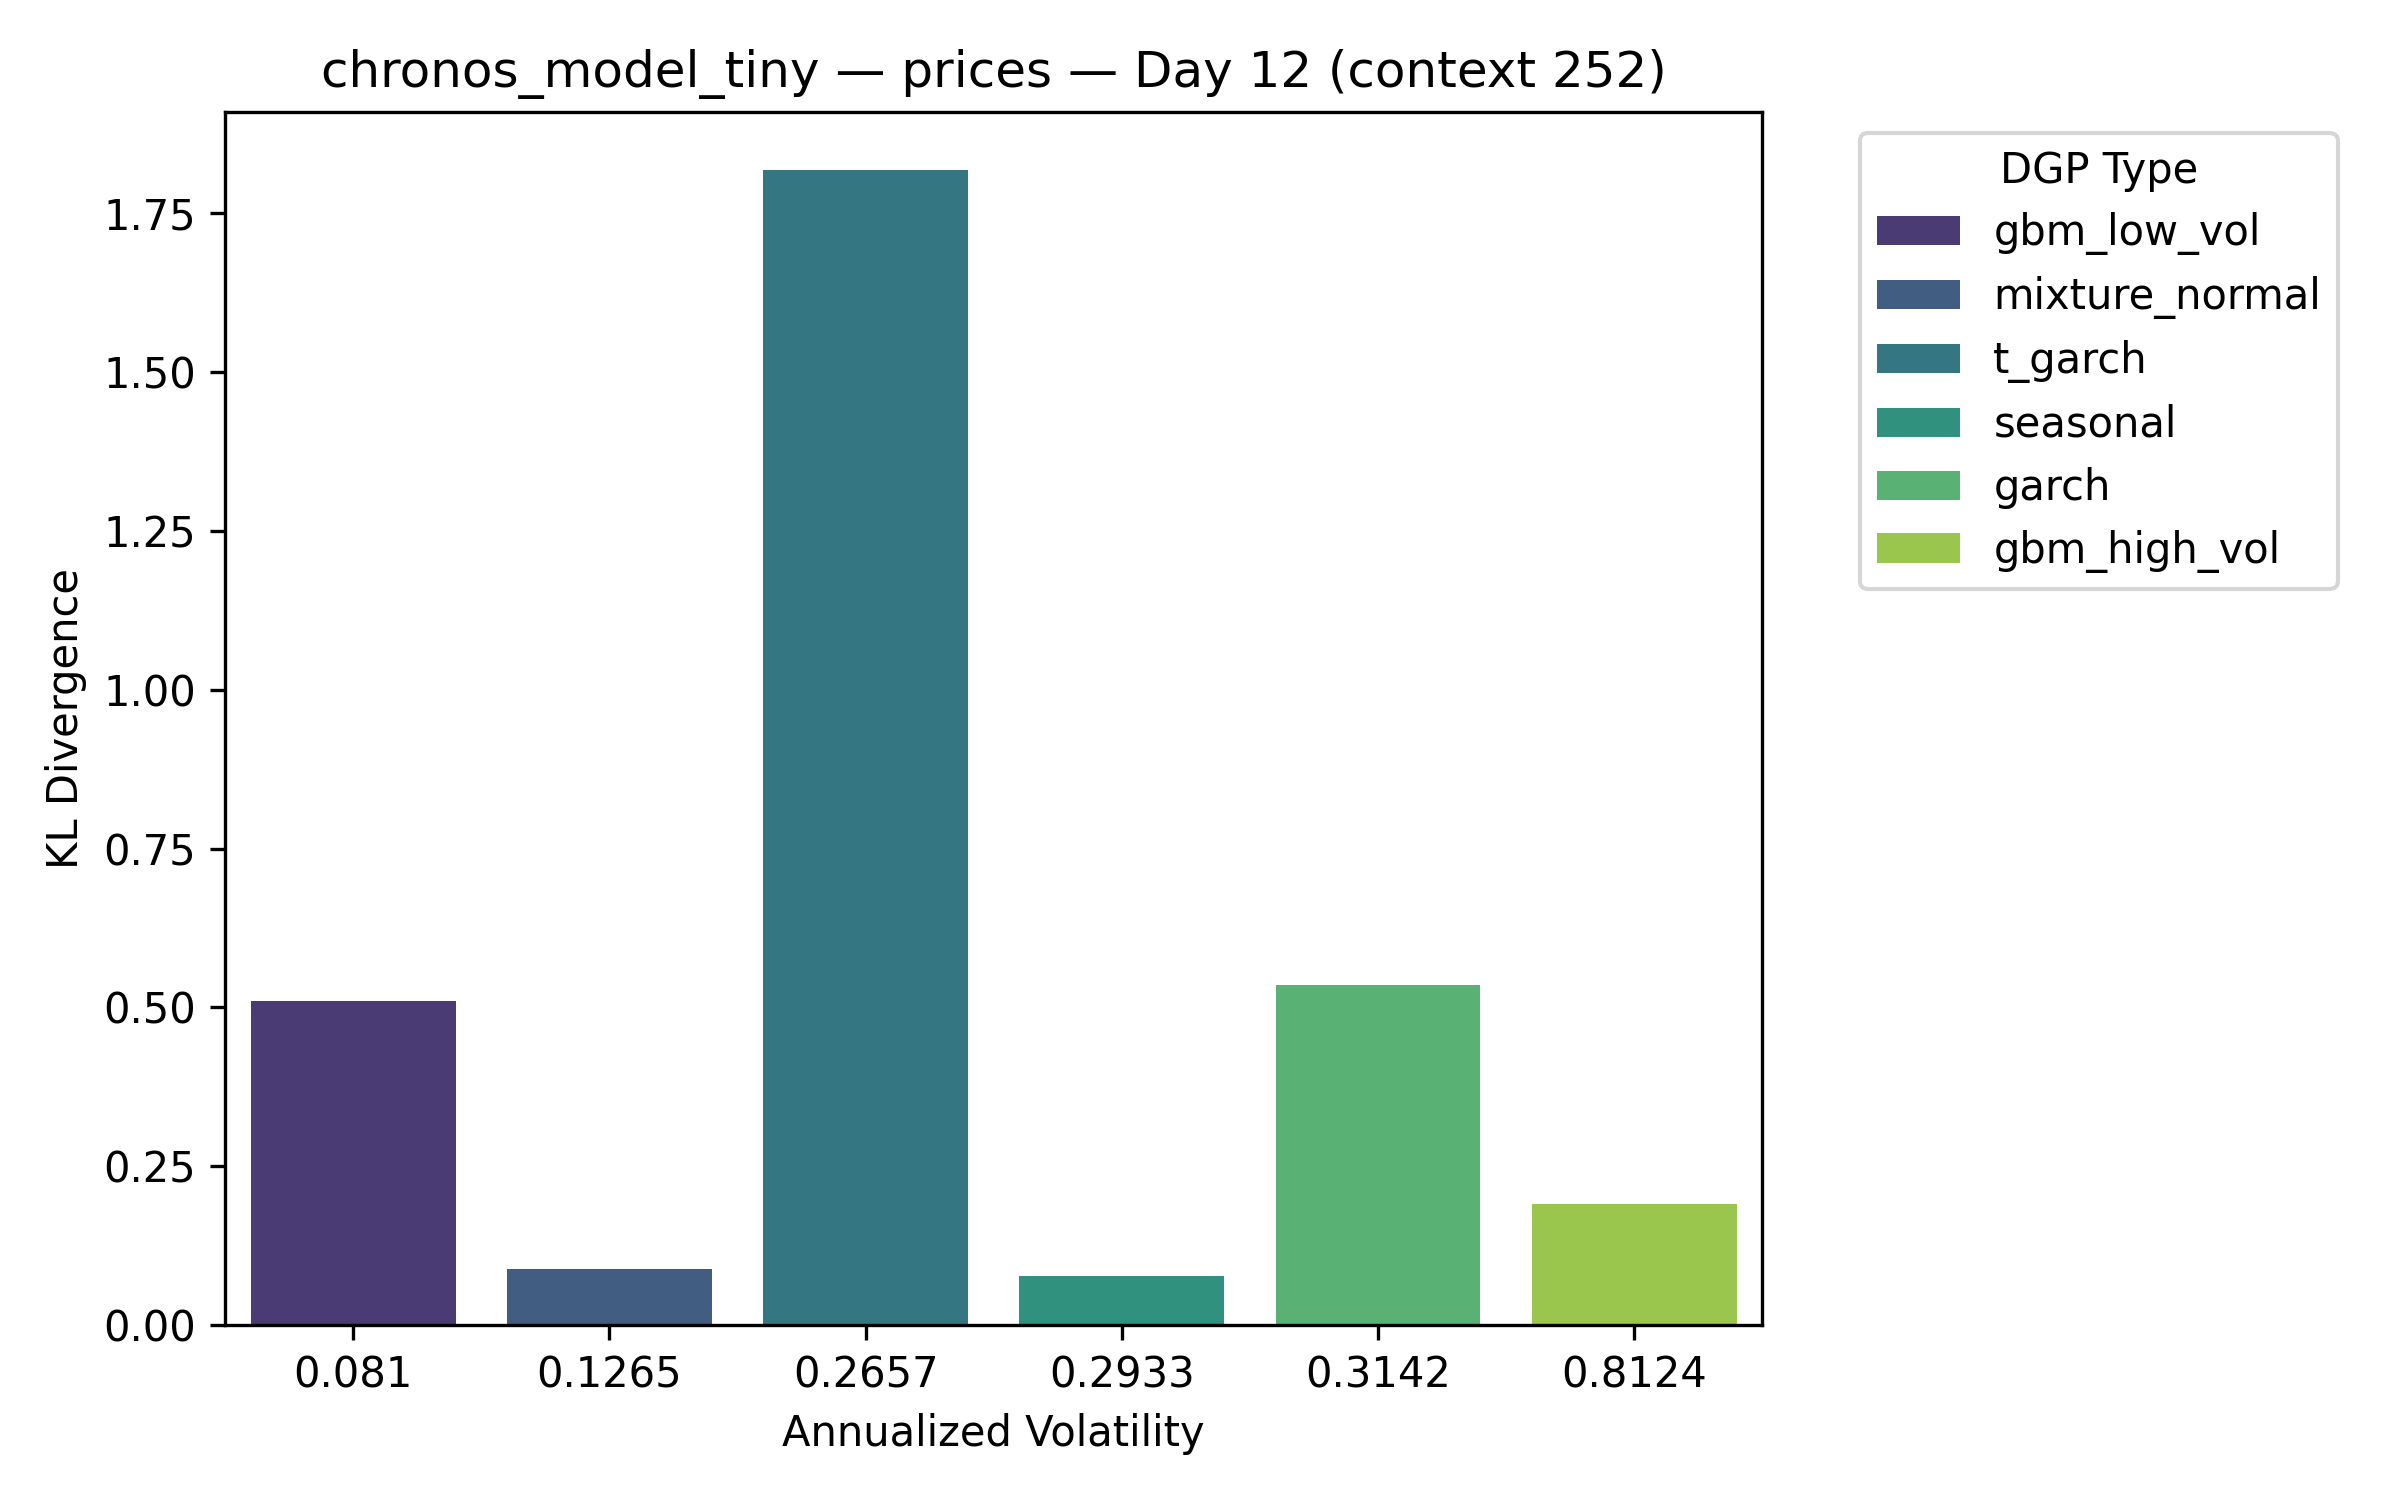 chronos_model_tiny — prices — Day 12 (context 252)
KL Divergence
1.75
1.50
1.25
1.00
0.75
0.50
0.25
0.00
0.081 0.1265 0.2657 0.2933 0.3142 0.8124
Annualized Volatility
DGP Type
gbm_low_vol
mixture_normal
t_garch
seasonal
garch
gbm_high_vol